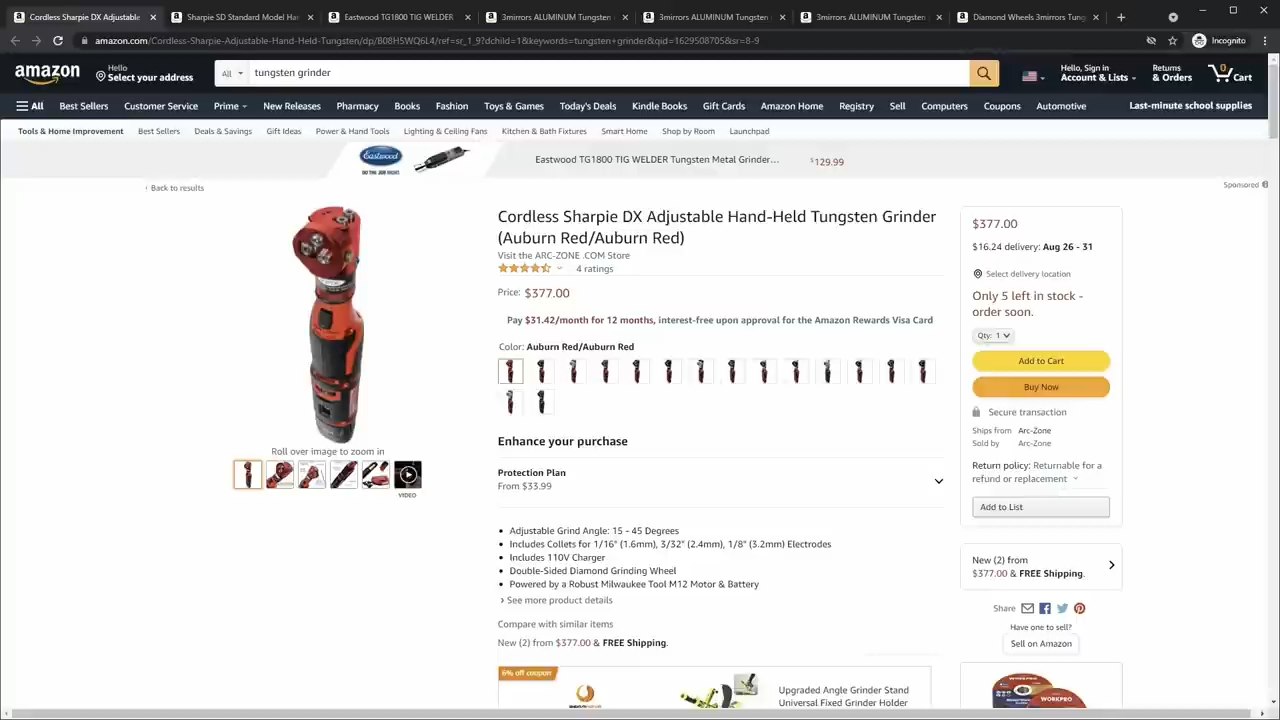 Cordless Sharpie DX Adjustable
Sharpie SD Standard Model Ha
Eastwood TG1800 TIG WELDER
3mirrors ALUMINUM Tungsten
3mirrors ALUMINUM Tungsten
3mirrors ALUMINUM Tungsten
Diamond Wheels 3mirrors Tung
amazon.com/Cordless-Sharpie-Adjustable-Hand-Held-Tungsten/dp/B08H5WQ6L4/ref=sr_1_9?dchild=1&keywords=tungsten+grinder&qid=1629508705&sr=8-9
Incognito
amazon
Hello
Select your address
All
tungsten grinder
Hello, Sign in
Account & Lists
Returns
& Orders
0
Cart
All
Best Sellers
Customer Service
Prime
New Releases
Pharmacy
Books
Fashion
Toys & Games
Today's Deals
Kindle Books
Gift Cards
Amazon Home
Registry
Sell
Computers
Coupons
Automotive
Last-minute school supplies
Tools & Home Improvement
Best Sellers
Deals & Savings
Gift Ideas
Power & Hand Tools
Lighting & Ceiling Fans
Kitchen & Bath Fixtures
Smart Home
Shop by Room
Launchpad
Eastwood
DO THE JOB RIGHT
Eastwood TG1800 TIG WELDER Tungsten Metal Grinder...
$129.99
Sponsored
‹ Back to results
Cordless Sharpie DX Adjustable Hand-Held Tungsten Grinder
(Auburn Red/Auburn Red)
Visit the ARC-ZONE .COM Store
4 ratings
Price: $377.00
Pay $31.42/month for 12 months, interest-free upon approval for the Amazon Rewards Visa Card
Color: Auburn Red/Auburn Red
Roll over image to zoom in
VIDEO
Enhance your purchase
Protection Plan
From $33.99
• Adjustable Grind Angle: 15 - 45 Degrees
• Includes Collets for 1/16" (1.6mm), 3/32" (2.4mm), 1/8" (3.2mm) Electrodes
• Includes 110V Charger
• Double-Sided Diamond Grinding Wheel
• Powered by a Robust Milwaukee Tool M12 Motor & Battery
› See more product details
Compare with similar items
New (2) from $377.00 & FREE Shipping.
6% off coupon
Upgraded Angle Grinder Stand
Universal Fixed Grinder Holder
$377.00
$16.24 delivery: Aug 26 - 31
Select delivery location
Only 5 left in stock -
order soon.
Qty: 1
Add to Cart
Buy Now
Secure transaction
Ships from Arc-Zone
Sold by Arc-Zone
Return policy: Returnable for a
refund or replacement
Add to List
New (2) from
$377.00 & FREE Shipping.
Share
Have one to sell?
Sell on Amazon
WORKPRO
WORKPRO